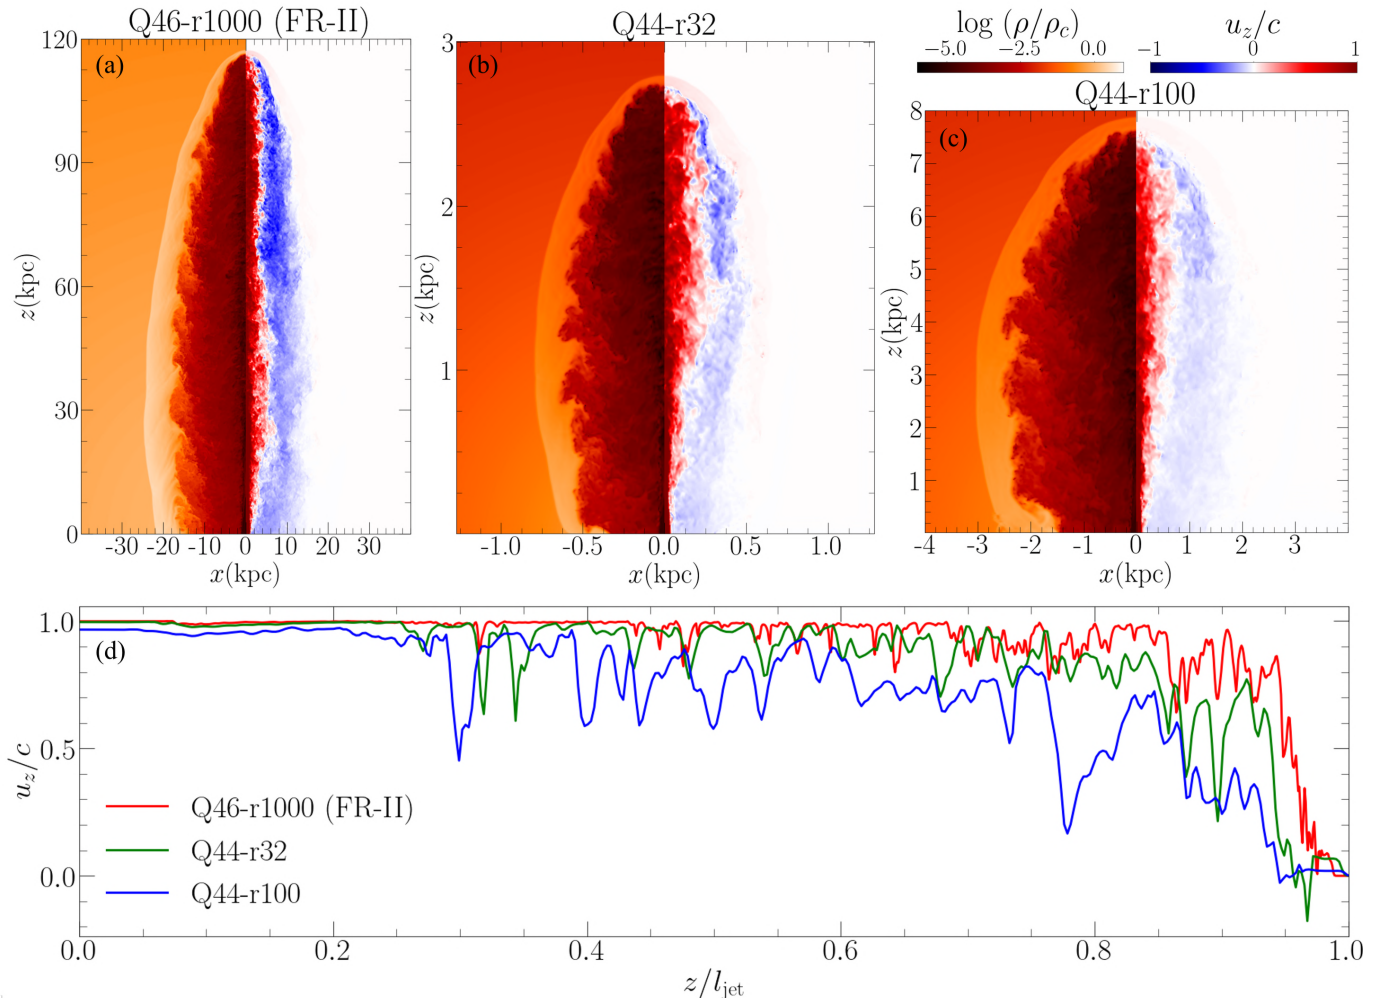 Q46-r1000 (FR-II)
(a)
120
90
60
30
0
z(kpc)
-30 -20 -10 0 10 20 30
x(kpc)
Q44-r32
(b)
3
2
1
z(kpc)
-1.0 -0.5 0.0 0.5 1.0
x(kpc)
log (ρ/ρc)
−5.0 −2.5 0.0
u_z/c
−1 0 1
Q44-r100
(c)
8
7
6
5
4
3
2
1
z(kpc)
-4 -3 -2 -1 0 1 2 3
x(kpc)
(d)
1.0
0.5
0.0
u_z/c
Q46-r1000 (FR-II)
Q44-r32
Q44-r100
0.0 0.2 0.4 0.6 0.8 1.0
z/l_jet